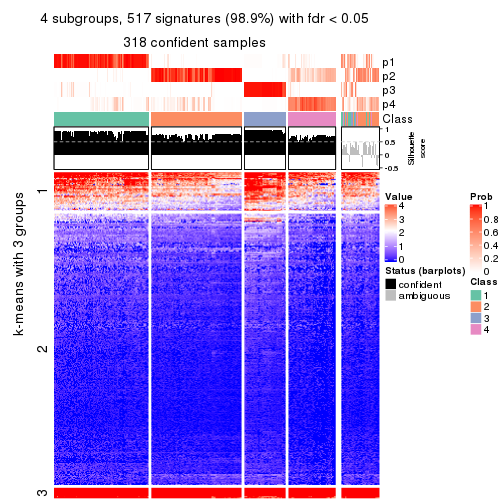 4 subgroups, 517 signatures (98.9%) with fdr < 0.05
318 confident samples
p1
p2
p3
p4
Class
1
0.5
0
-0.5
Silhouette
score
k-means with 3 groups
1
2
3
Value
4
3
2
1
0
Prob
1
0.8
0.6
0.4
0.2
0
Status (barplots)
confident
ambiguous
Class
1
2
3
4